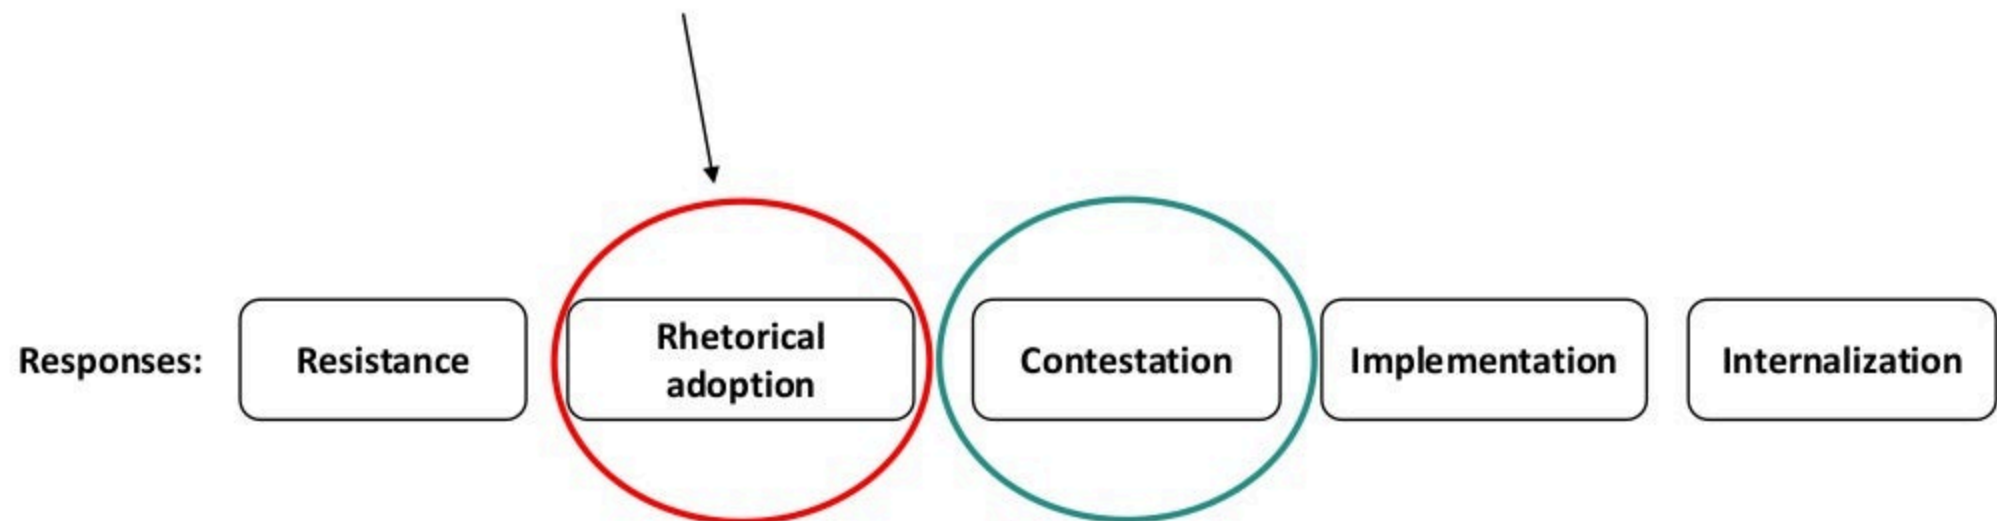 Responses:
Resistance
Rhetorical
adoption
Contestation
Implementation
Internalization